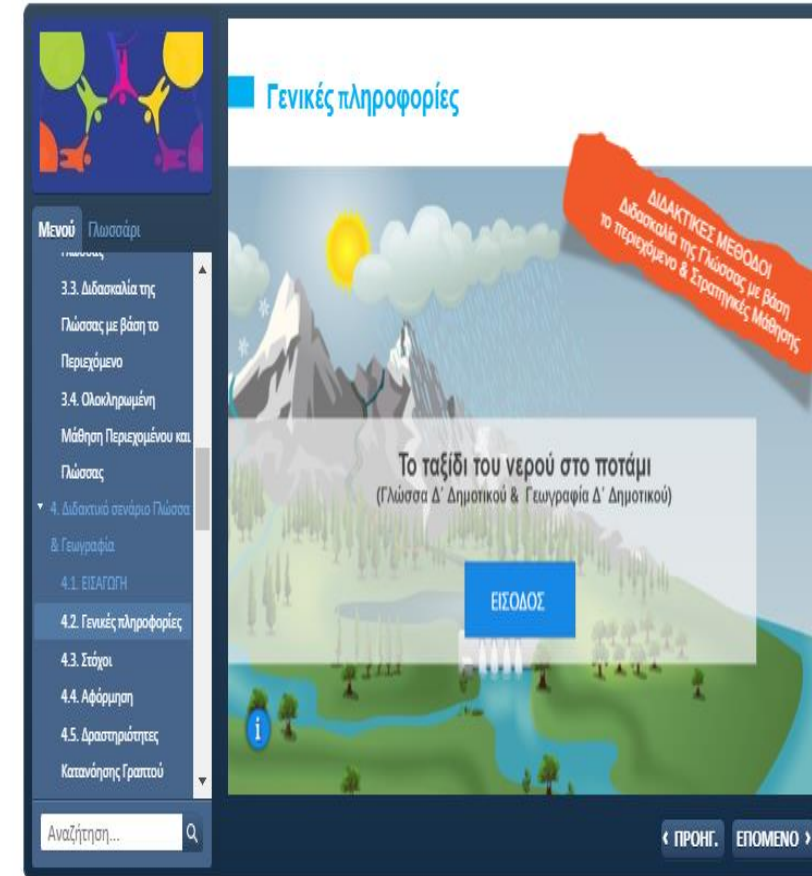 Γενικές πληροφορίες
Μενού Γλωσσάρι
Γλώσσας
3.3. Διδασκαλία της
Γλώσσας με βάση το
Περιεχόμενο
3.4. Ολοκληρωμένη
Μάθηση Περιεχομένου και
Γλώσσας
4. Διδακτικό σενάριο Γλώσσα
& Γεωγραφία
4.1. ΕΙΣΑΓΩΓΗ
4.2. Γενικές πληροφορίες
4.3. Στόχοι
4.4. Αφόρμηση
4.5. Δραστηριότητες
Κατανόησης Γραπτού
Αναζήτηση...
ΔΙΔΑΚΤΙΚΕΣ ΜΕΘΟΔΟΙ
Διδασκαλία της Γλώσσας με βάση
το περιεχόμενο & Στρατηγικές Μάθησης
Το ταξίδι του νερού στο ποτάμι
(Γλώσσα Δ΄ Δημοτικού & Γεωγραφία Δ΄ Δημοτικού)
ΕΙΣΟΔΟΣ
i
‹ ΠΡΟΗΓ. ΕΠΟΜΕΝΟ ›